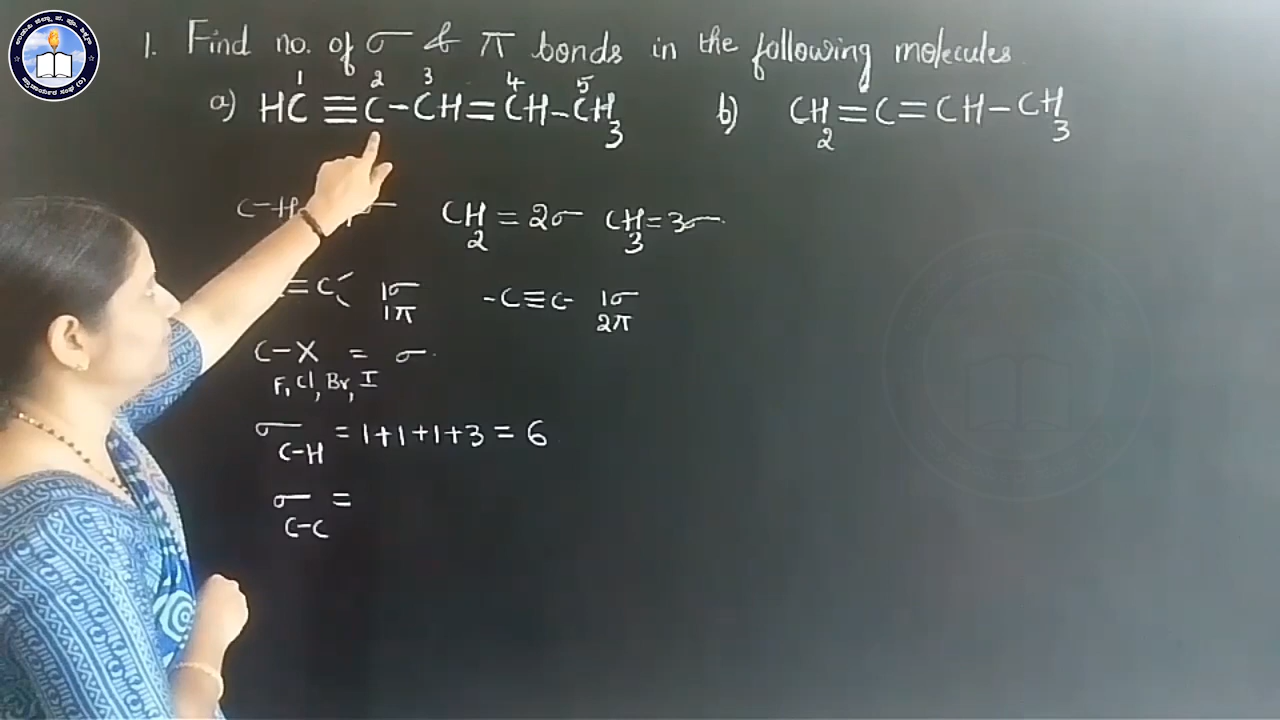 1. Find no. of σ & π bonds in the following molecules.
1 2 3 4 5
a) HC ≡ C - CH = CH - CH3
b) CH2 = C = CH - CH3
C-H σ CH2 = 2σ CH3 = 3σ
= C 1σ 1π -C≡C- 1σ 2π
C-X = σ
F, Cl, Br, I
σ C-H = 1+1+1+3 = 6
σ C-C =